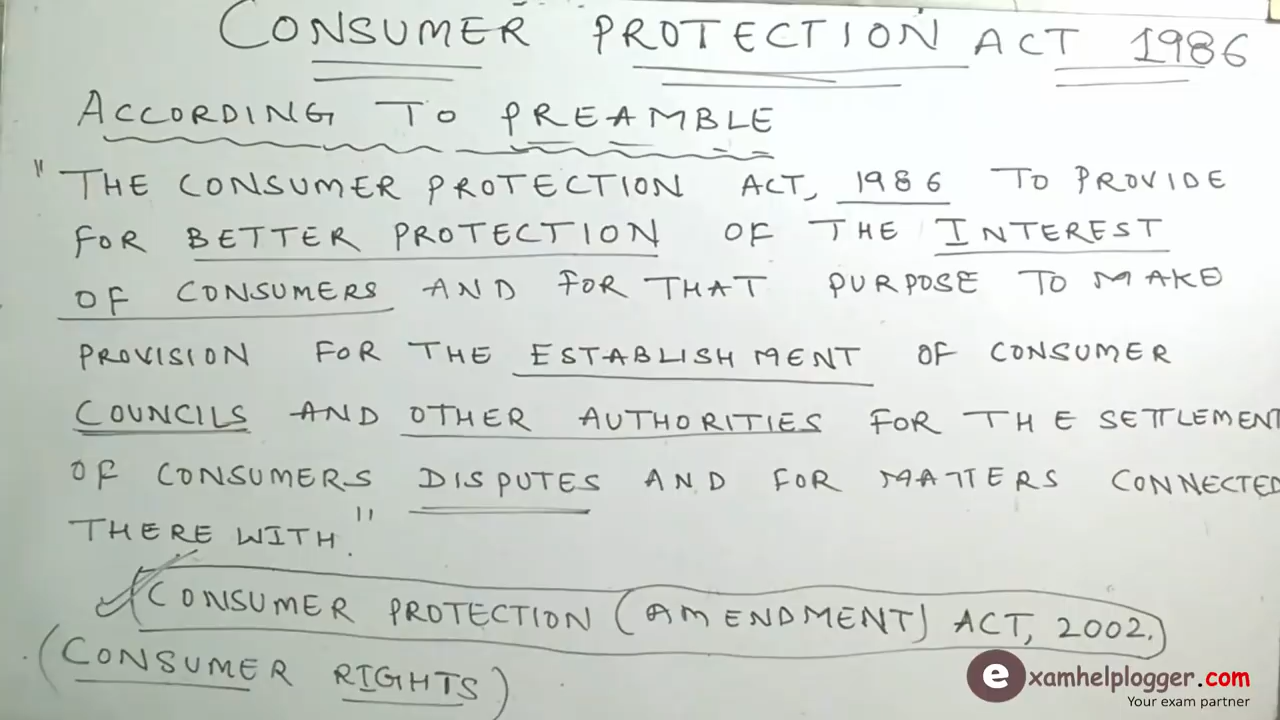 CONSUMER PROTECTION ACT 1986
ACCORDING TO PREAMBLE
"THE CONSUMER PROTECTION ACT, 1986 TO PROVIDE
FOR BETTER PROTECTION OF THE INTEREST
OF CONSUMERS AND FOR THAT PURPOSE TO MAKE
PROVISION FOR THE ESTABLISHMENT OF CONSUMER
COUNCILS AND OTHER AUTHORITIES FOR THE SETTLEMENT
OF CONSUMERS DISPUTES AND FOR MATTERS CONNECTED
THERE WITH."
CONSUMER PROTECTION (AMENDMENT) ACT, 2002.
(CONSUMER RIGHTS)
examhelplogger.com
Your exam partner